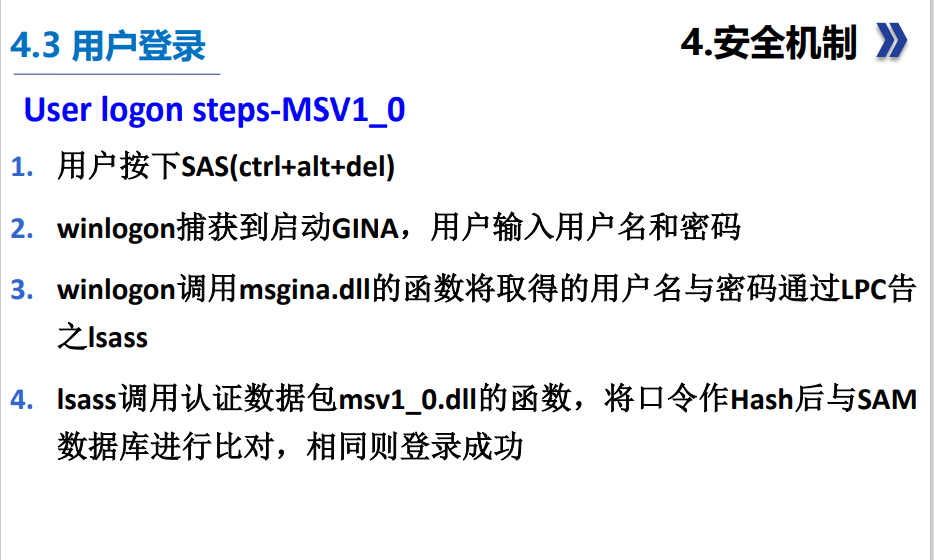 4.3 用户登录
4.安全机制
User logon steps-MSV1_0
1. 用户按下SAS(ctrl+alt+del)
2. winlogon捕获到启动GINA，用户输入用户名和密码
3. winlogon调用msgina.dll的函数将取得的用户名与密码通过LPC告
之lsass
4. lsass调用认证数据包msv1_0.dll的函数，将口令作Hash后与SAM
数据库进行比对，相同则登录成功